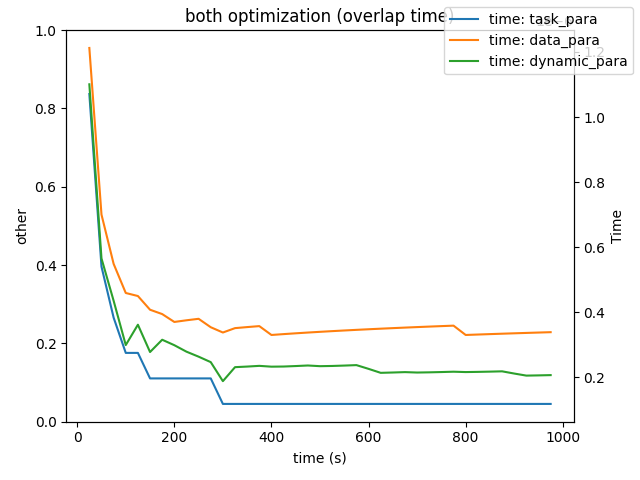 both optimization (overlap time)
time: task_para
time: data_para
time: dynamic_para
1.0
0.8
0.6
0.4
0.2
0.0
other
1.2
1.0
0.8
0.6
0.4
0.2
Time
0
200
400
600
800
1000
time (s)